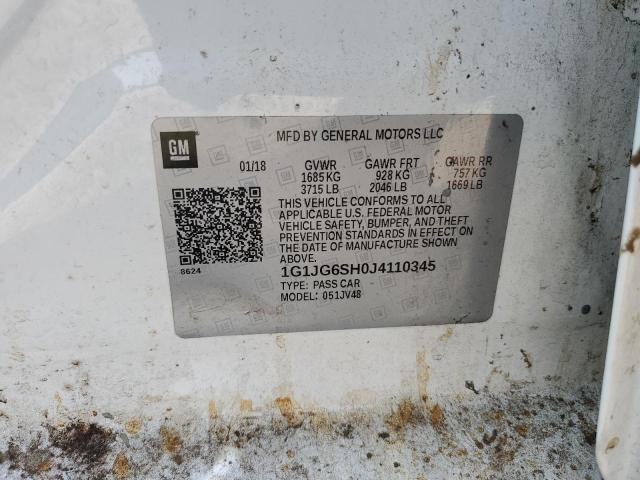 GM
MFD BY GENERAL MOTORS LLC
01/18 GVWR GAWR FRT GAWR RR
1685 KG 928 KG 757 KG
3715 LB 2046 LB 1669 LB
THIS VEHICLE CONFORMS TO ALL
APPLICABLE U.S. FEDERAL MOTOR
VEHICLE SAFETY, BUMPER, AND THEFT
PREVENTION STANDARDS IN EFFECT ON
THE DATE OF MANUFACTURE SHOWN
ABOVE.
8624
1G1JG6SH0J4110345
TYPE: PASS CAR
MODEL: 051JV48